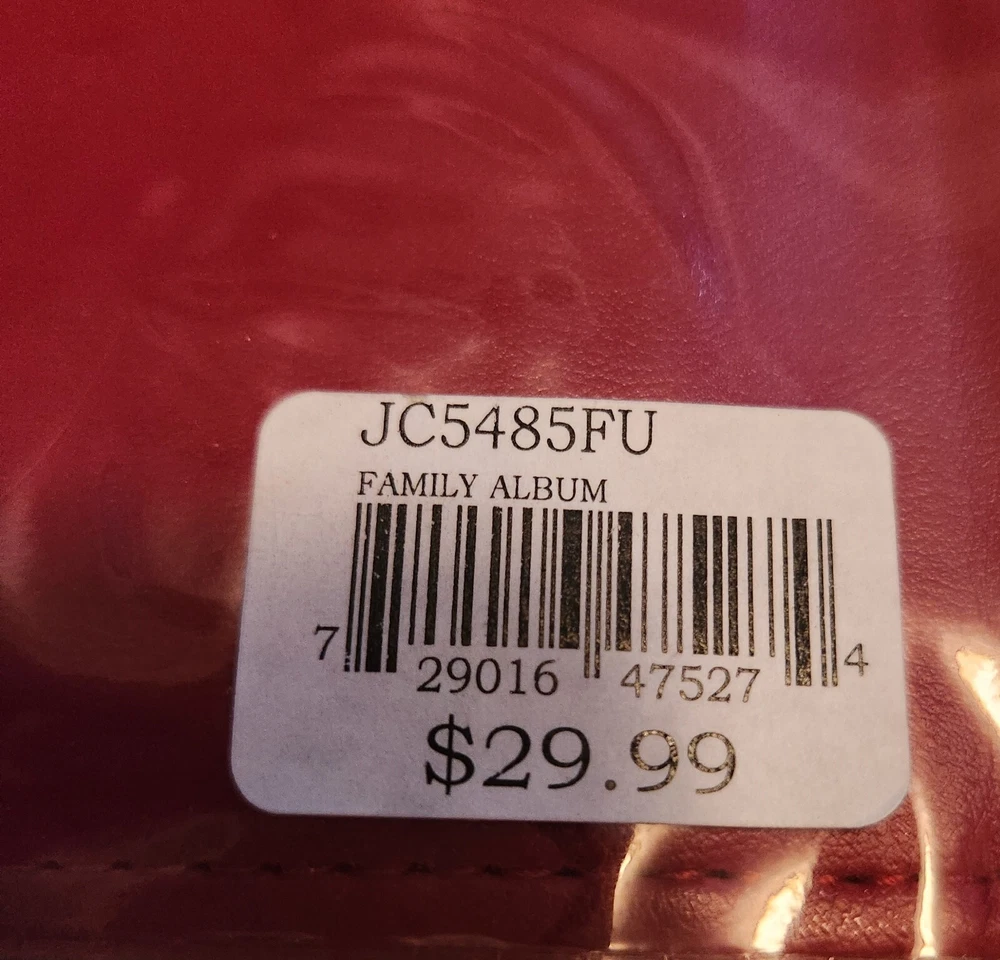 JC5485FU
FAMILY ALBUM
7 29016 47527 4
$29.99